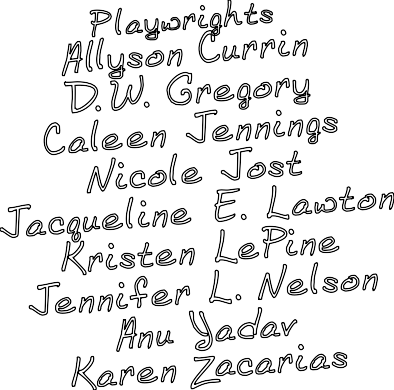 Playwrights
Allyson Currin
D.W. Gregory
Caleen Jennings
Nicole Jost
Jacqueline E. Lawton
Kristen LePine
Jennifer L. Nelson
Anu Yadav
Karen Zacarias